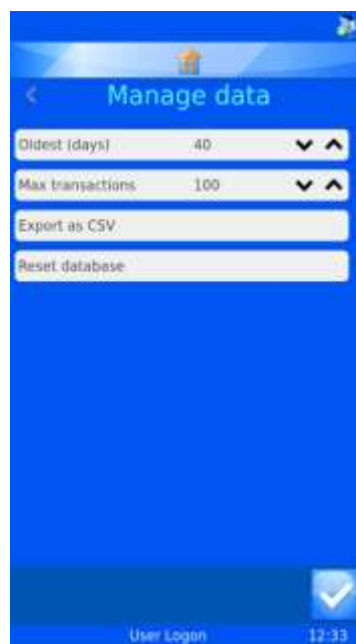 Manage data
Oldest (days) 40
Max transactions 100
Export as CSV
Reset database
User Logon 12:33